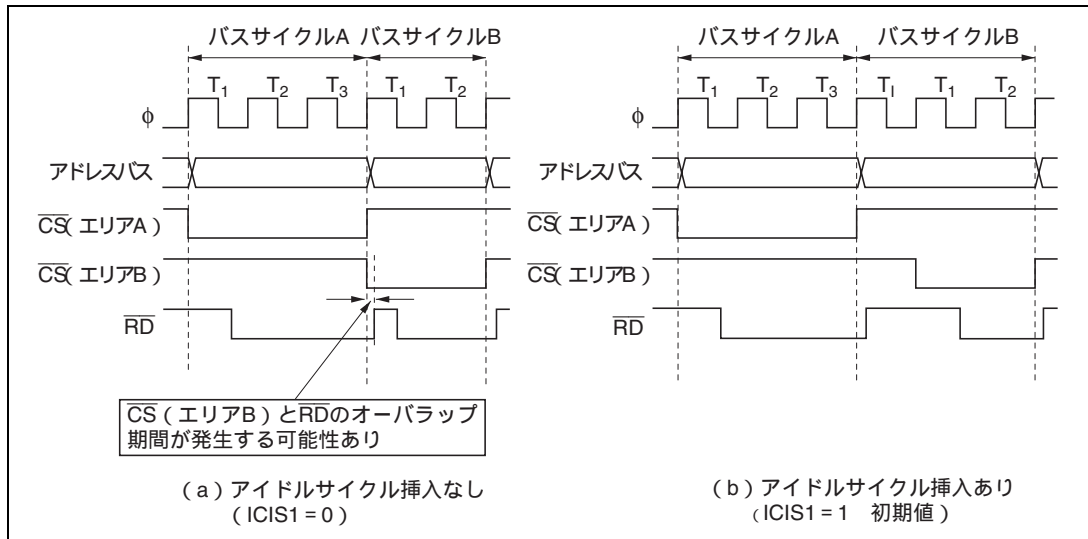 バスサイクルA バスサイクルB
T1 T2 T3 T1 T2
φ
アドレスバス
CS(エリアA)
CS(エリアB)
RD
CS(エリアB)とRDのオーバラップ
期間が発生する可能性あり
(a)アイドルサイクル挿入なし
(ICIS1=0)
バスサイクルA バスサイクルB
T1 T2 T3 TI T1 T2
φ
アドレスバス
CS(エリアA)
CS(エリアB)
RD
(b)アイドルサイクル挿入あり
(ICIS1=1 初期値)